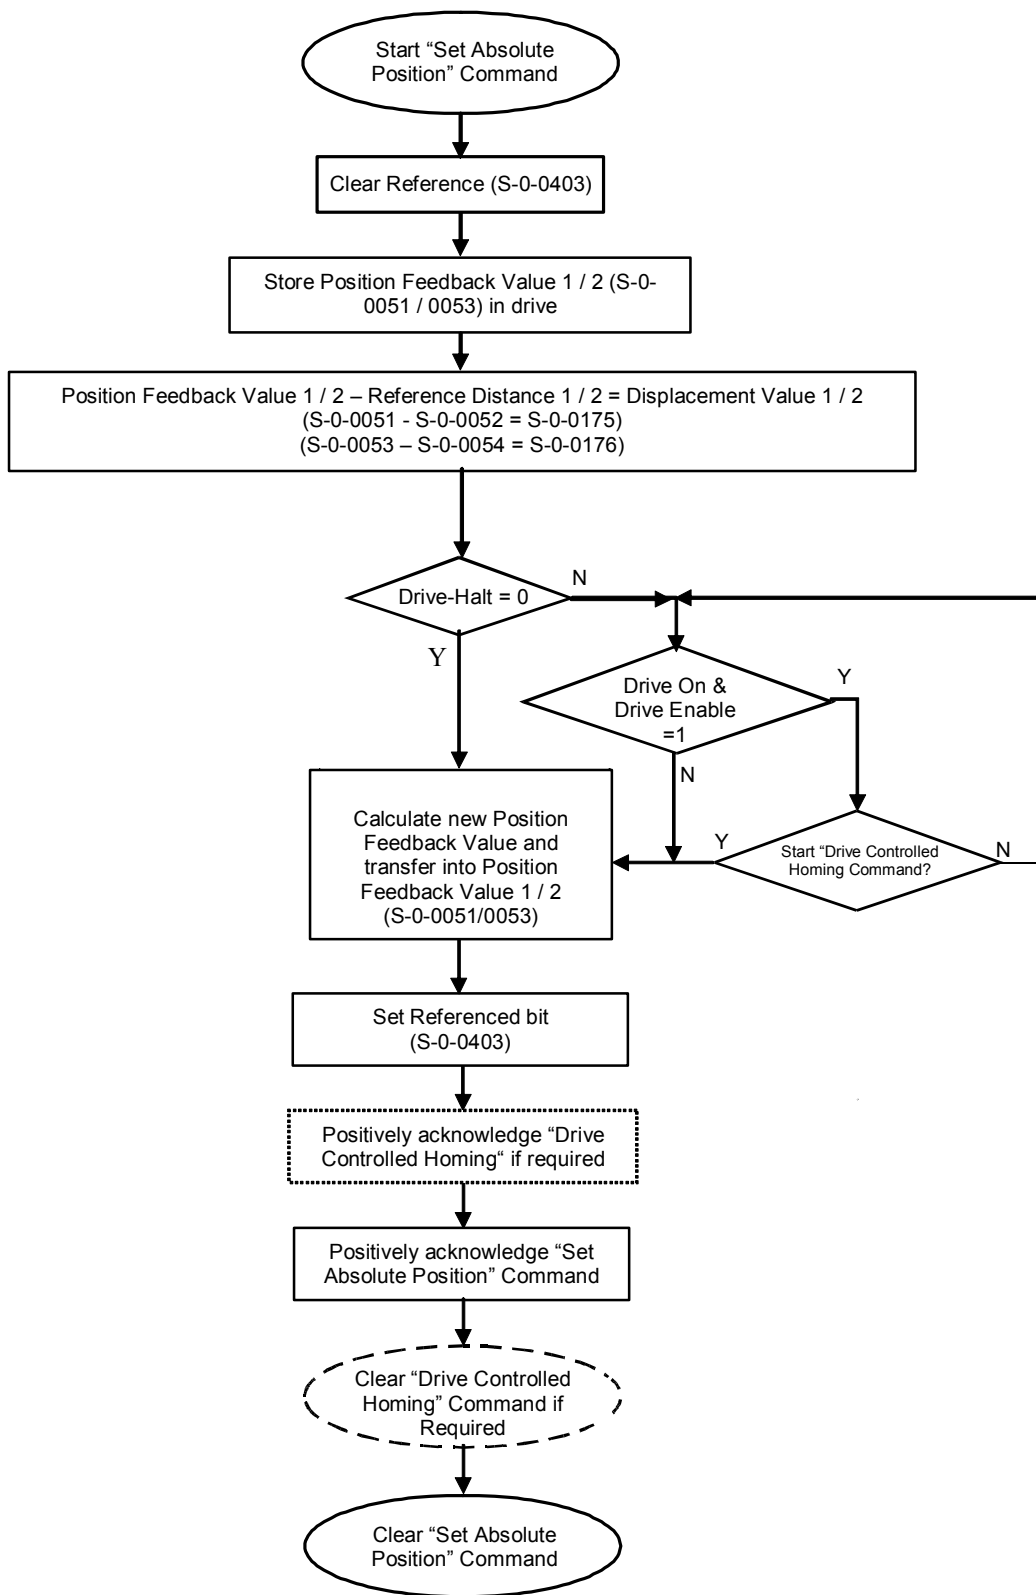 Start “Set Absolute
Position” Command
Clear Reference (S-0-0403)
Store Position Feedback Value 1 / 2 (S-0-
0051 / 0053) in drive
Position Feedback Value 1 / 2 – Reference Distance 1 / 2 = Displacement Value 1 / 2
(S-0-0051 - S-0-0052 = S-0-0175)
(S-0-0053 – S-0-0054 = S-0-0176)
Drive-Halt = 0
N
Y
Drive On &
Drive Enable
=1
Y
N
Start “Drive Controlled
Homing Command?
Y
N
Calculate new Position
Feedback Value and
transfer into Position
Feedback Value 1 / 2
(S-0-0051/0053)
Set Referenced bit
(S-0-0403)
Positively acknowledge “Drive
Controlled Homing“ if required
Positively acknowledge “Set
Absolute Position” Command
Clear “Drive Controlled
Homing” Command if
Required
Clear “Set Absolute
Position” Command